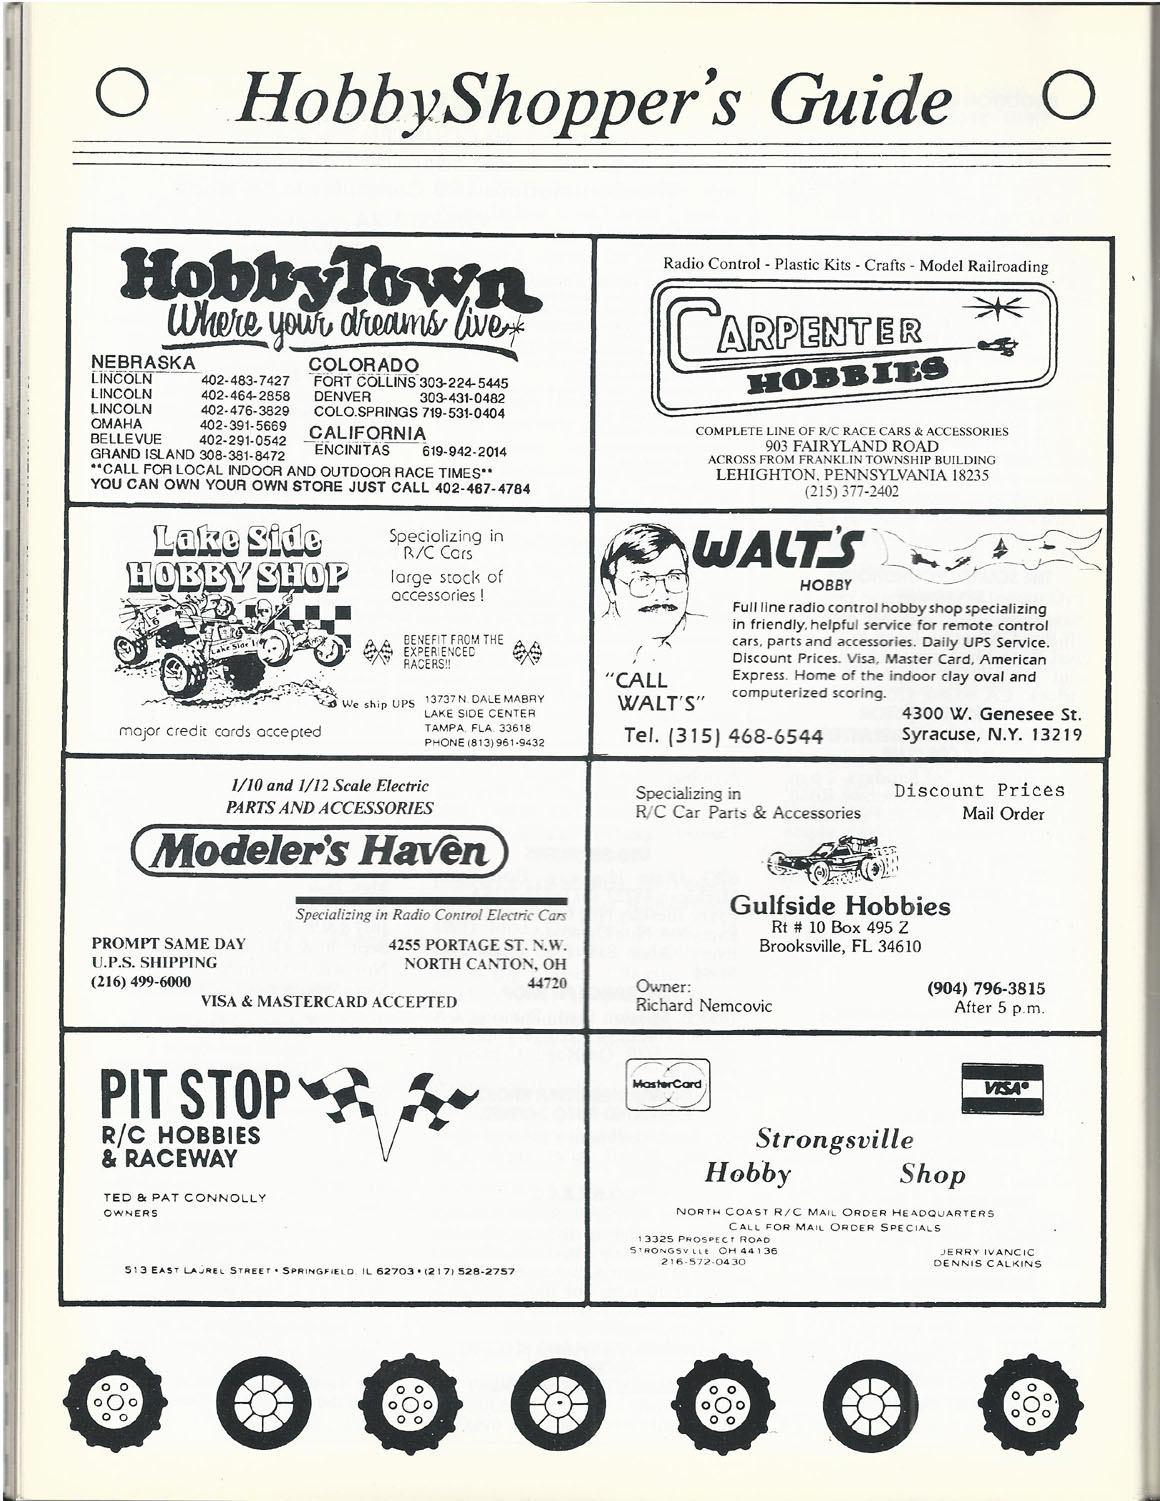 HobbyShopper's Guide
HobbyTown
Where your dreams live
NEBRASKA
LINCOLN 402-483-7427
LINCOLN 402-464-2858
LINCOLN 402-476-3829
OMAHA 402-391-5669
BELLEVUE 402-291-0542
GRAND ISLAND 308-381-8472
COLORADO
FORT COLLINS 303-224-5445
DENVER 303-431-0482
COLO.SPRINGS 719-531-0404
CALIFORNIA
ENCINITAS 619-942-2014
**CALL FOR LOCAL INDOOR AND OUTDOOR RACE TIMES**
YOU CAN OWN YOUR OWN STORE JUST CALL 402-467-4784
Radio Control - Plastic Kits - Crafts - Model Railroading
CARPENTER
HOBBIES
COMPLETE LINE OF R/C RACE CARS & ACCESSORIES
903 FAIRYLAND ROAD
ACROSS FROM FRANKLIN TOWNSHIP BUILDING
LEHIGHTON, PENNSYLVANIA 18235
(215) 377-2402
Lake Side
HOBBY SHOP
Lake Side
Specializing in
R/C Cars
large stock of
accessories !
BENEFIT FROM THE
EXPERIENCED
RACERS!!
We ship UPS
major credit cards accepted
13737 N. DALE MABRY
LAKE SIDE CENTER
TAMPA, FLA. 33618
PHONE (813) 961-9432
WALT'S
HOBBY
Full line radio control hobby shop specializing
in friendly, helpful service for remote control
cars, parts and accessories. Daily UPS Service.
Discount Prices. Visa, Master Card, American
Express. Home of the indoor clay oval and
computerized scoring.
"CALL
WALT'S"
Tel. (315) 468-6544
4300 W. Genesee St.
Syracuse, N.Y. 13219
1/10 and 1/12 Scale Electric
PARTS AND ACCESSORIES
Modeler's Haven
Specializing in Radio Control Electric Cars
PROMPT SAME DAY
U.P.S. SHIPPING
(216) 499-6000
4255 PORTAGE ST. N.W.
NORTH CANTON, OH
44720
VISA & MASTERCARD ACCEPTED
Specializing in
R/C Car Parts & Accessories
Discount Prices
Mail Order
Gulfside Hobbies
Rt # 10 Box 495 Z
Brooksville, FL 34610
Owner:
Richard Nemcovic
(904) 796-3815
After 5 p.m.
PIT STOP
R/C HOBBIES
& RACEWAY
TED & PAT CONNOLLY
OWNERS
513 EAST LAUREL STREET • SPRINGFIELD, IL 62703 • (217) 528-2757
MasterCard
VISA®
Strongsville
Hobby Shop
NORTH COAST R/C MAIL ORDER HEADQUARTERS
CALL FOR MAIL ORDER SPECIALS
13325 PROSPECT ROAD
STRONGSVILLE OH 44136
216-572-0430
JERRY IVANCIC
DENNIS CALKINS